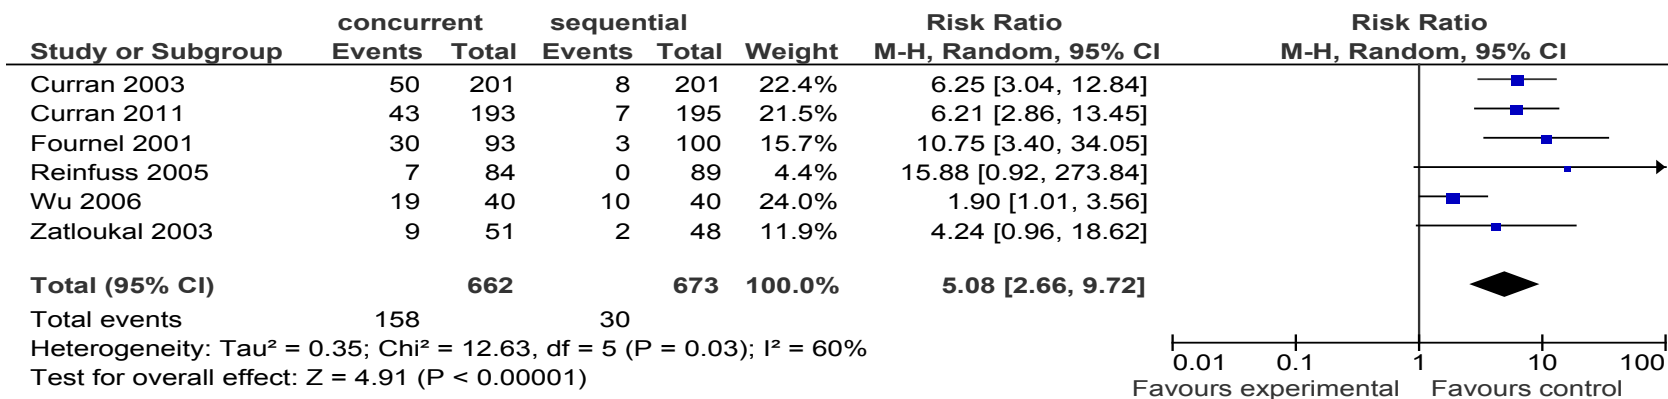 concurrent sequential Risk Ratio Risk Ratio
Study or Subgroup Events Total Events Total Weight M-H, Random, 95% CI M-H, Random, 95% CI
Curran 2003 50 201 8 201 22.4% 6.25 [3.04, 12.84]
Curran 2011 43 193 7 195 21.5% 6.21 [2.86, 13.45]
Fournel 2001 30 93 3 100 15.7% 10.75 [3.40, 34.05]
Reinfuss 2005 7 84 0 89 4.4% 15.88 [0.92, 273.84]
Wu 2006 19 40 10 40 24.0% 1.90 [1.01, 3.56]
Zatloukal 2003 9 51 2 48 11.9% 4.24 [0.96, 18.62]
Total (95% CI) 662 673 100.0% 5.08 [2.66, 9.72]
Total events 158 30
Heterogeneity: Tau² = 0.35; Chi² = 12.63, df = 5 (P = 0.03); I² = 60%
Test for overall effect: Z = 4.91 (P < 0.00001)
0.01 0.1 1 10 100
Favours experimental Favours control